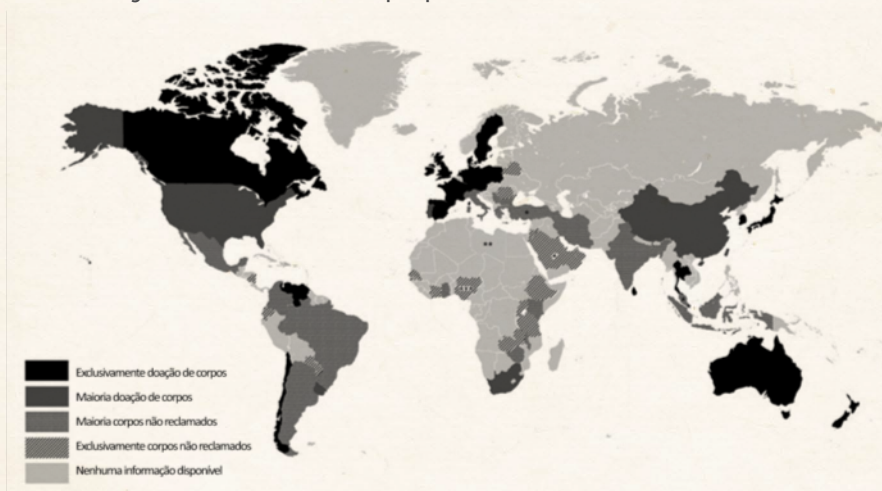 Exclusivamente doação de corpos
Maioria doação de corpos
Maioria corpos não reclamados
Exclusivamente corpos não reclamados
Nenhuma informação disponível